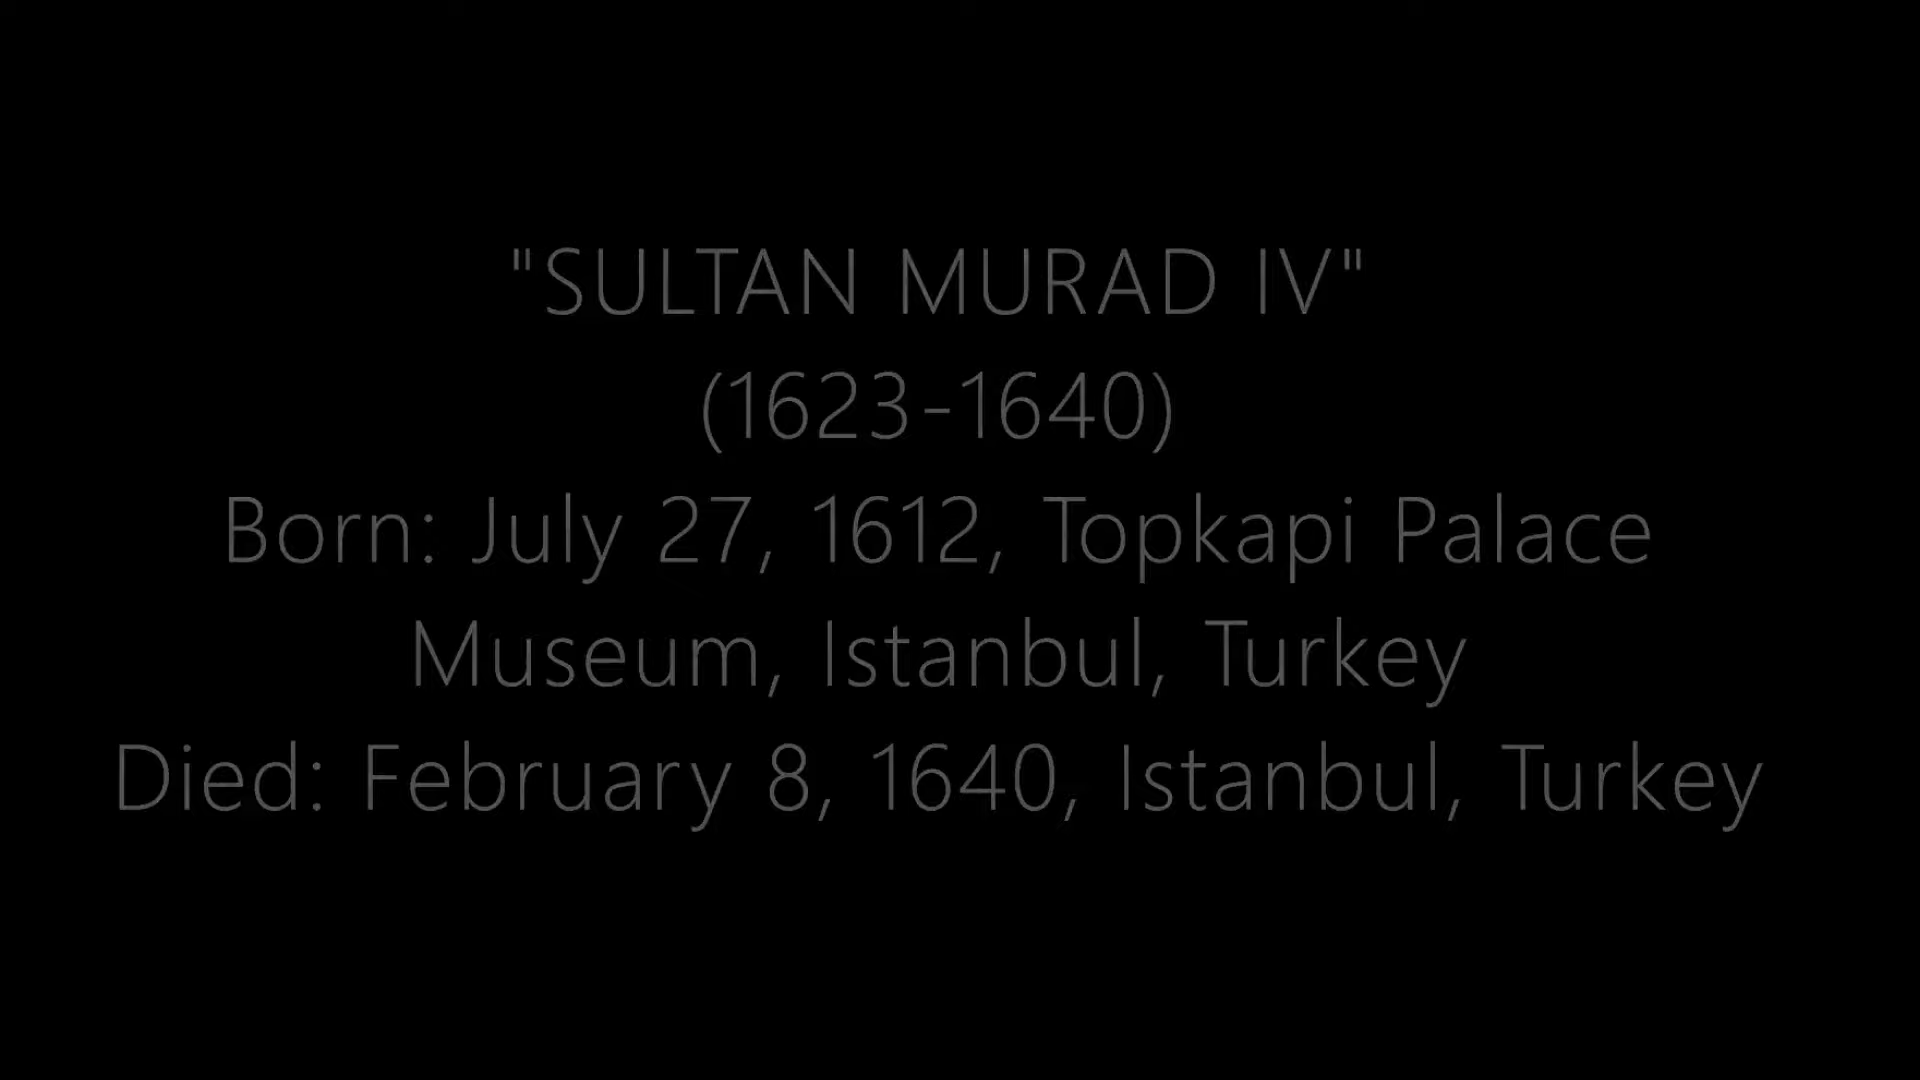 "SULTAN MURAD IV"
(1623-1640)
Born: July 27, 1612, Topkapi Palace
Museum, Istanbul, Turkey
Died: February 8, 1640, Istanbul, Turkey